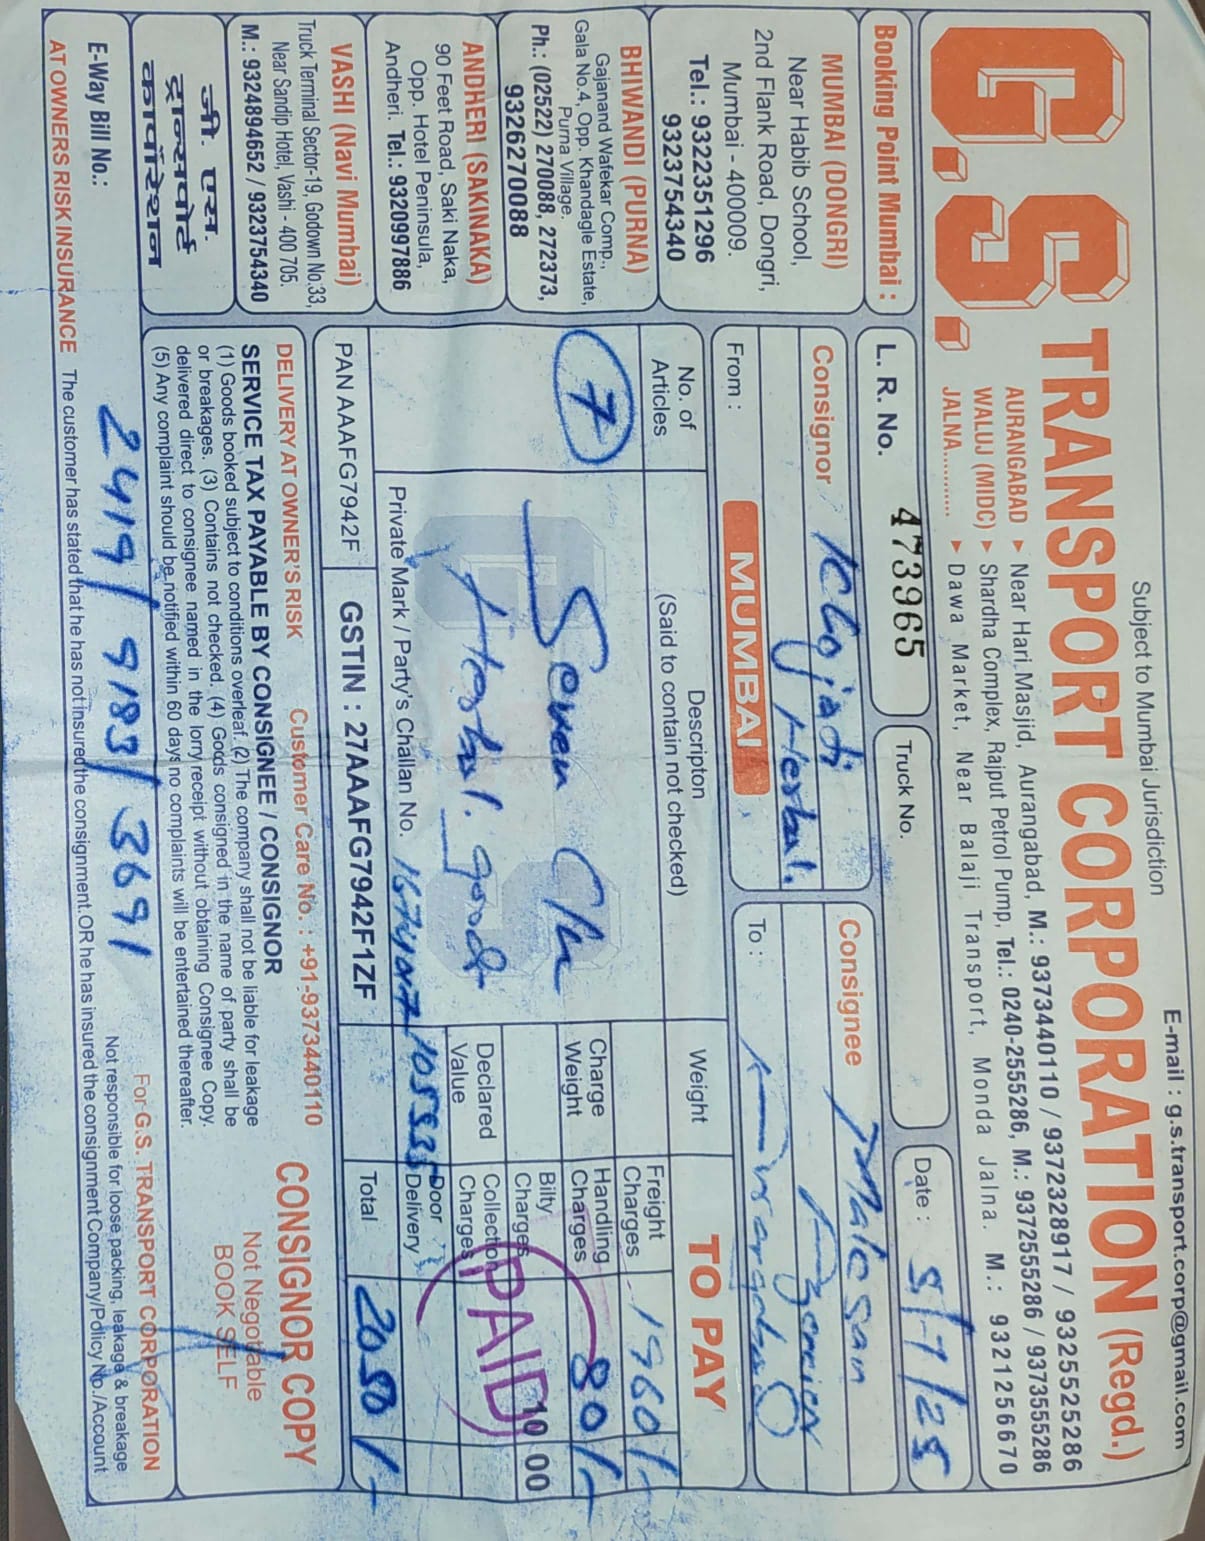 Subject to Mumbai Jurisdiction
E-mail : g.s.transport.corp@gmail.com
G.S. TRANSPORT CORPORATION (Regd.)
AURANGABAD ▸ Near Hari Masjid, Aurangabad, M.: 9373440110 / 9372328917 / 9325525286
WALUJ (MIDC) ▸ Shardha Complex, Rajput Petrol Pump, Tel.: 0240-2555286, M.: 9372555286 / 9373555286
JALNA............ ▸ Dawa Market, Near Balaji Transport, Monda Jalna. M.: 9321256670
Booking Point Mumbai :
MUMBAI (DONGRI)
Near Habib School,
2nd Flank Road, Dongri,
Mumbai - 400009.
Tel.: 9322351296
9323754340
BHIWANDI (PURNA)
Gajanand Wafekar Comp.,
Gala No.4, Opp. Khandagle Estate,
Purna Village.
Ph.: (02522) 270088, 272373,
9326270088
ANDHERI (SAKINAKA)
90 Feet Road, Saki Naka,
Opp. Hotel Peninsula,
Andheri. Tel.: 9320997886
VASHI (Navi Mumbai)
Truck Terminal Sector-19, Godown No.33,
Near Sandip Hotel, Vashi - 400 705.
M.: 9324894652 / 9323754340
जी. एस.
ट्रान्सपोर्ट
कार्पोरेशन
L. R. No. 473965
Truck No.
Date : 5/7/25
Consignor
Herbal.
Consignee
From : MUMBAI
To :
No. of Articles
Descripton
(Said to contain not checked)
Weight
TO PAY
7
Seven
Herbal. good
Charge Weight
Declared Value
Freight Charges 1960/-
Handling Charges 80/-
Bilty Charges 10 00
Collection Charges
Door Delivery
PAID
Private Mark / Party's Challan No.
PAN AAAFG7942F
GSTIN : 27AAAFG7942F1ZF
Total 2050/-
DELIVERY AT OWNER'S RISK Customer Care No. : +91-9373440110
SERVICE TAX PAYABLE BY CONSIGNEE / CONSIGNOR
(1) Goods booked subject to conditions overleaf. (2) The company shall not be liable for leakage
or breakages. (3) Contains not checked. (4) Goods consigned in the name of party shall be
delivered direct to consignee named in the lorry receipt without obtaining Consignee Copy.
(5) Any complaint should be notified within 60 days no complaints will be entertained thereafter.
CONSIGNOR COPY
Not Negotiable
BOOK SELF
For G.S. TRANSPORT CORPORATION
E-Way Bill No.: 2419/9183/3691
Not responsible for loose packing, leakage & breakage
AT OWNERS RISK INSURANCE The customer has stated that he has not insured the consignment. OR he has insured the consignment Company/Policy No./Account